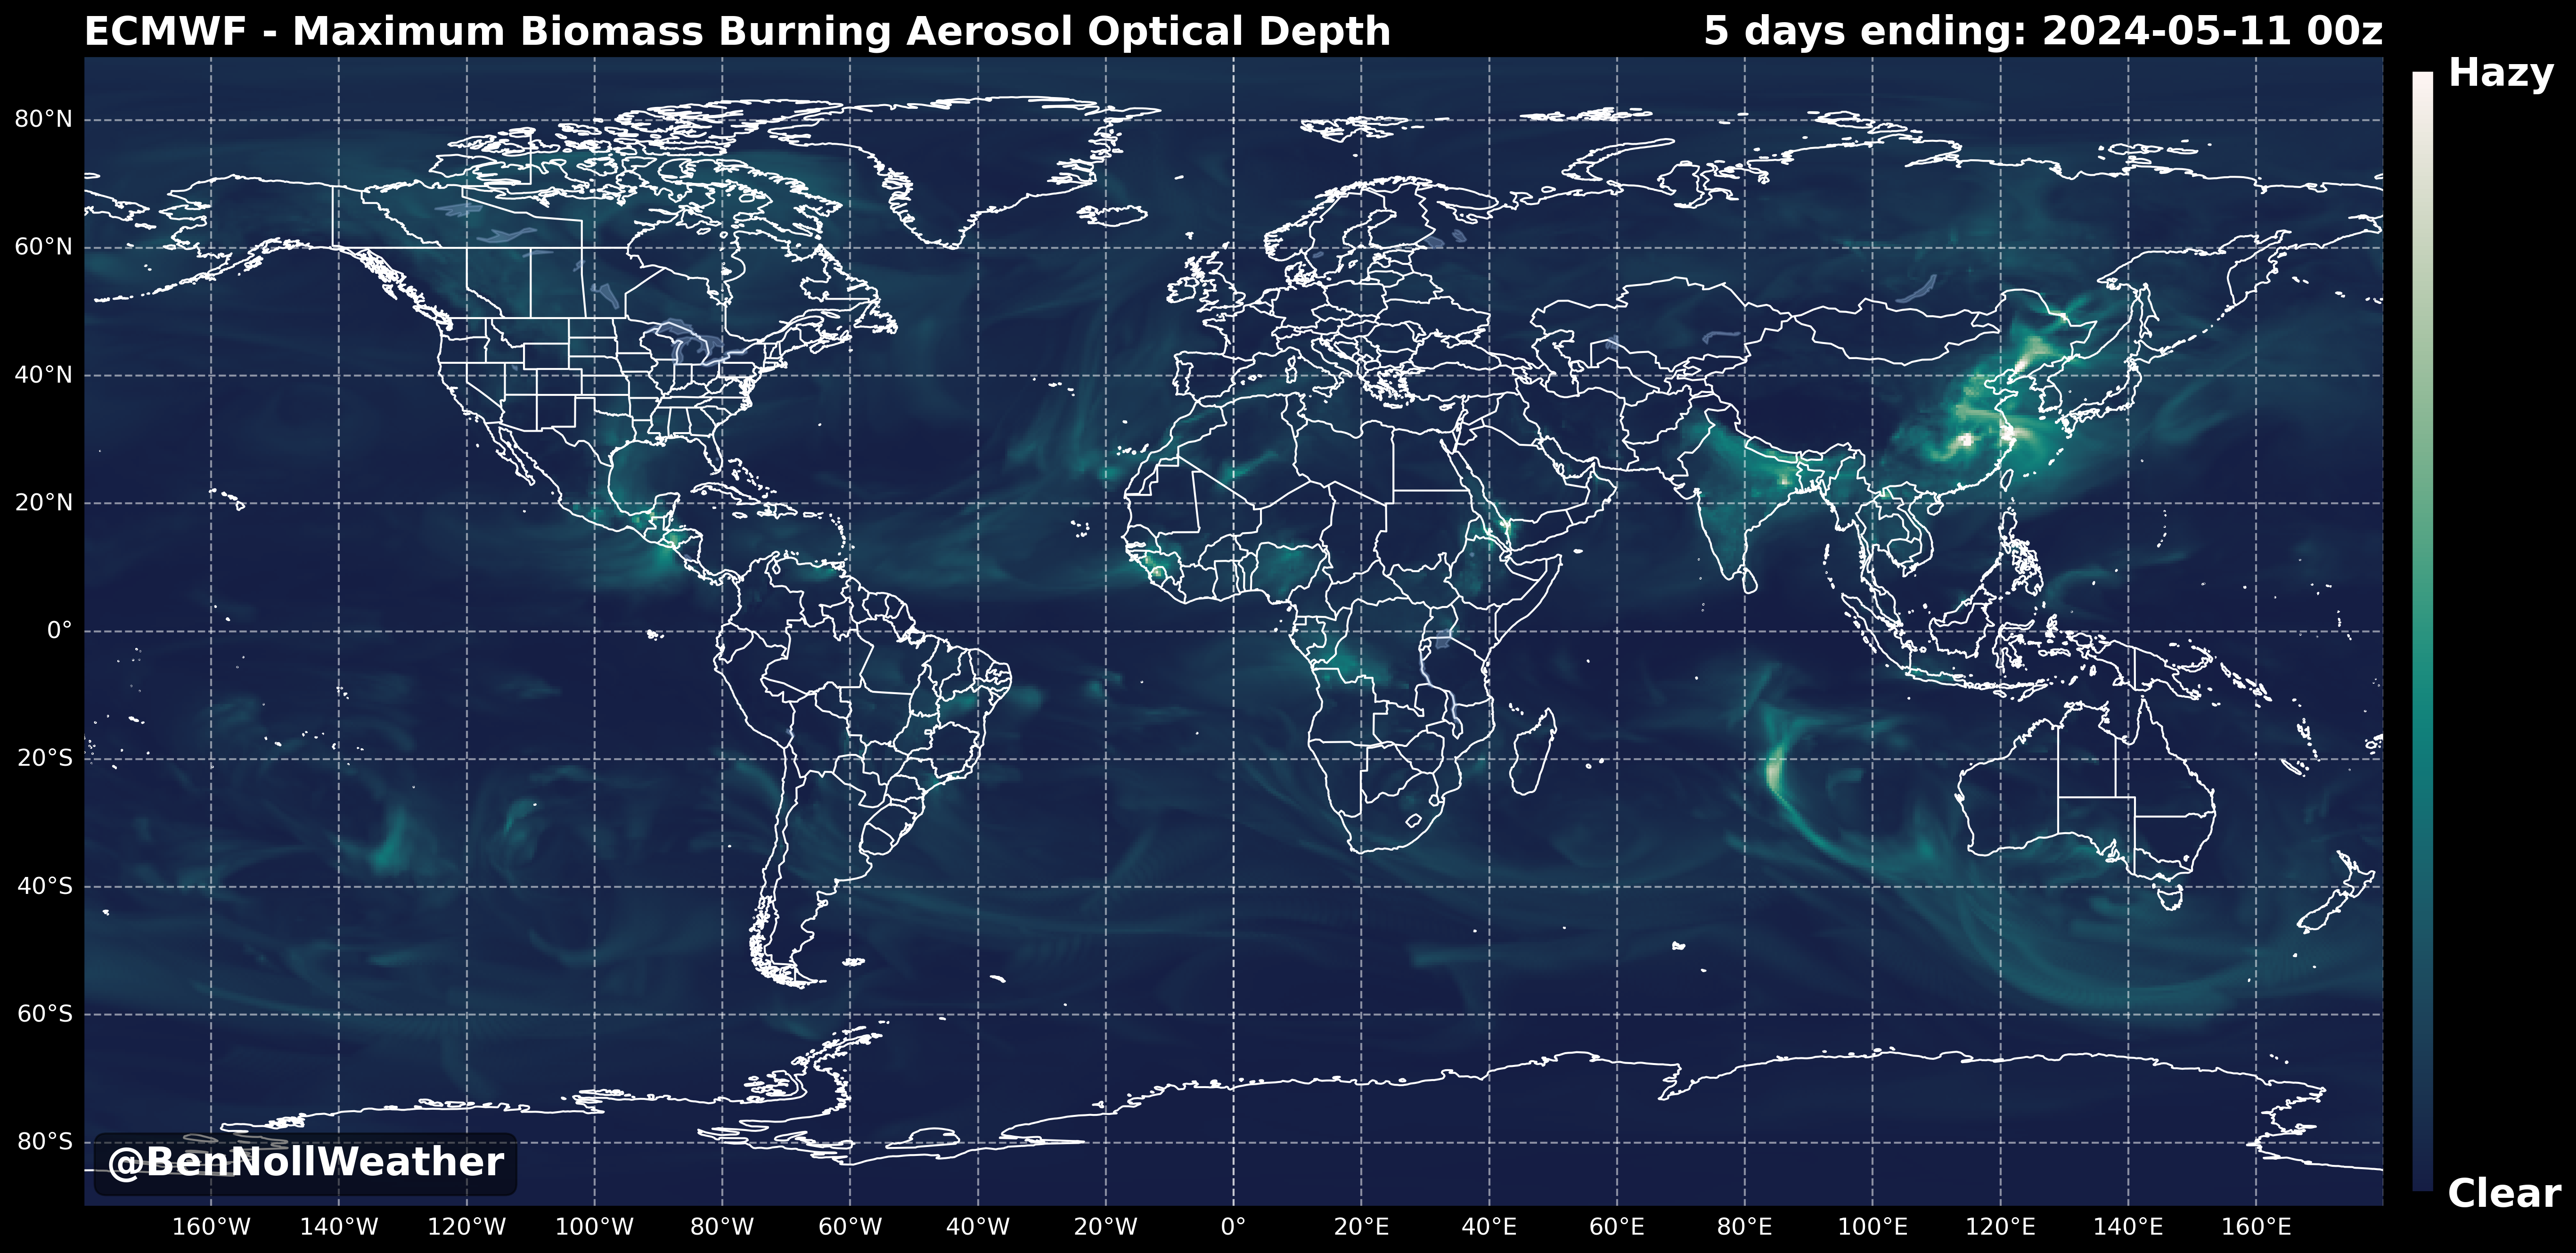 ECMWF - Maximum Biomass Burning Aerosol Optical Depth
5 days ending: 2024-05-11 00z
Hazy
80°N
60°N
40°N
20°N
0°
20°S
40°S
60°S
80°S
@BenNollWeather
Clear
160°W 140°W 120°W 100°W 80°W 60°W 40°W 20°W 0° 20°E 40°E 60°E 80°E 100°E 120°E 140°E 160°E